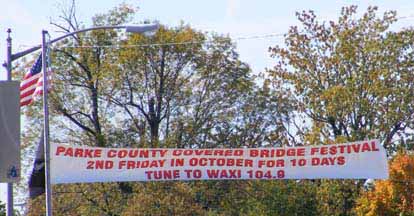 PARKE COUNTY COVERED BRIDGE FESTIVAL
2ND FRIDAY IN OCTOBER FOR 10 DAYS
TUNE TO WAXI 104.9